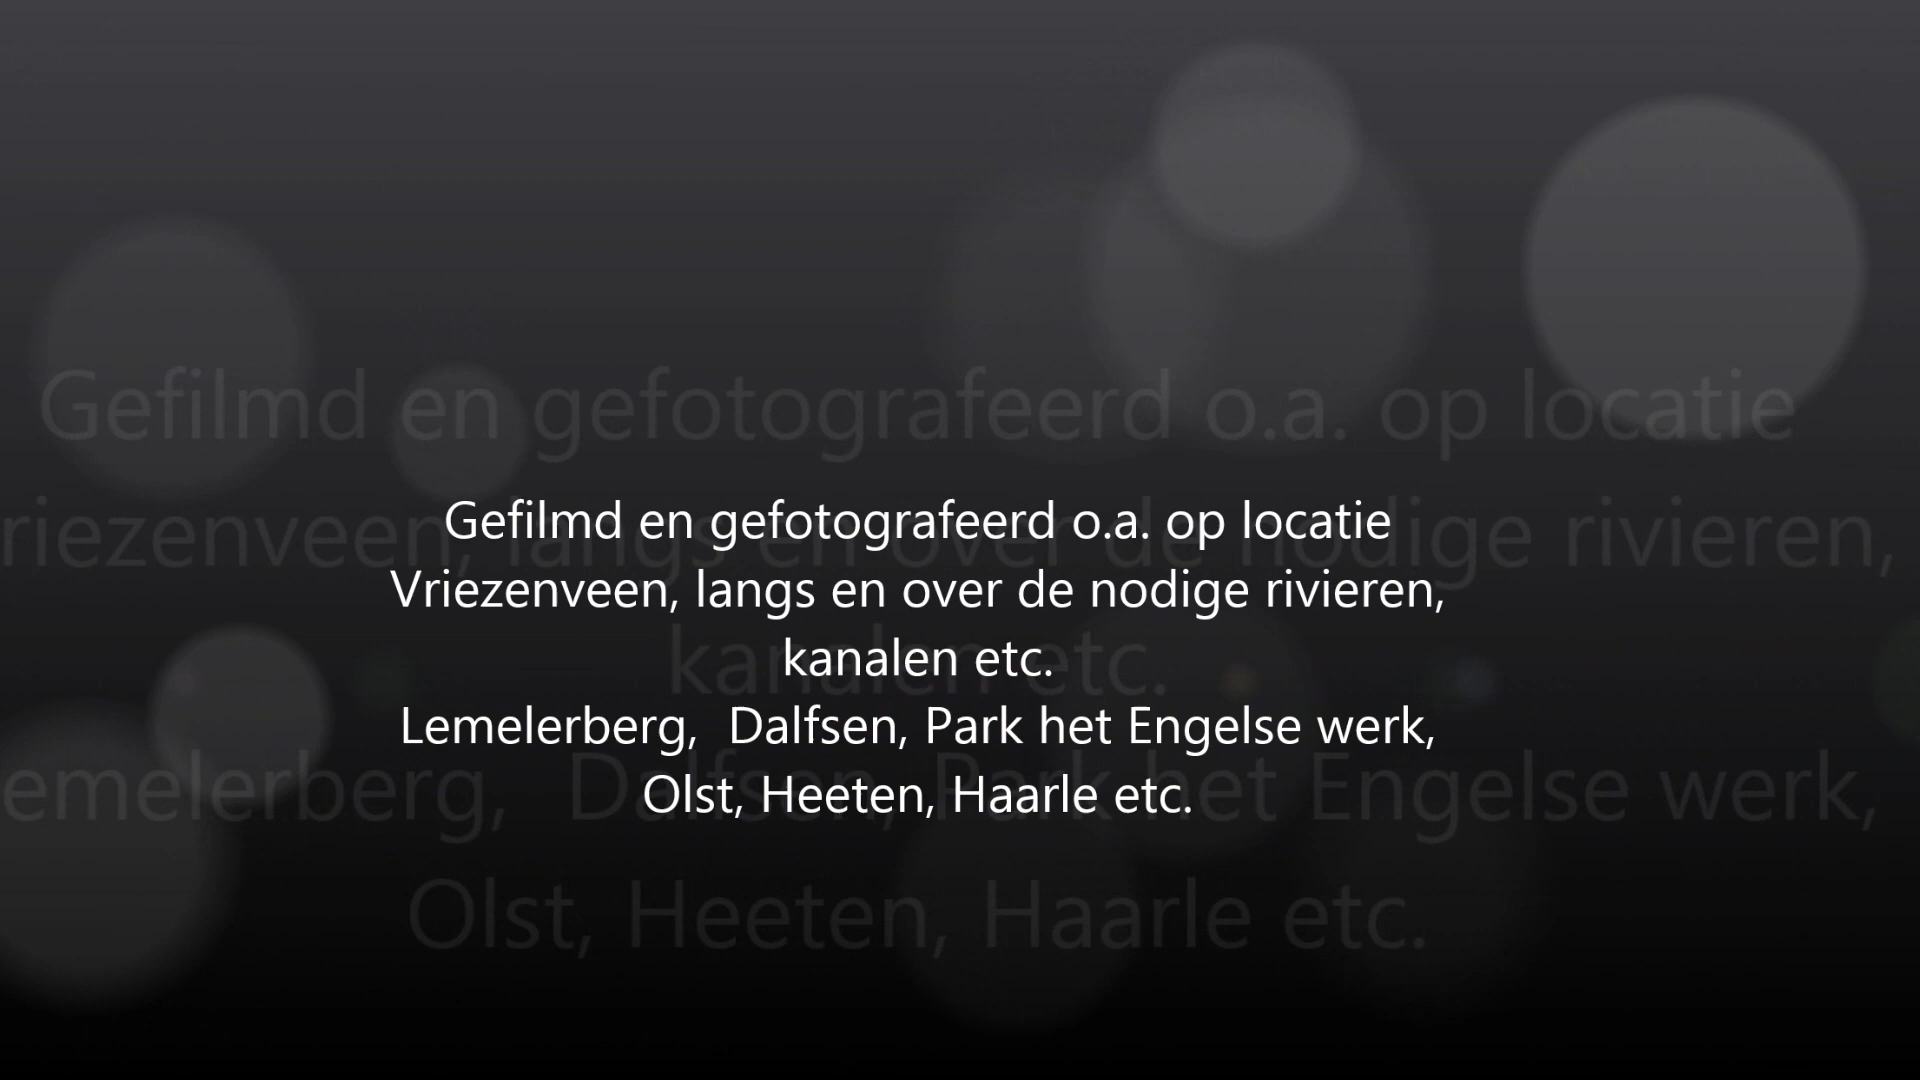 Gefilmd en gefotografeerd o.a. op locatie
Vriezenveen, langs en over de nodige rivieren,
kanalen etc.
Lemelerberg,  Dalfsen, Park het Engelse werk,
Olst, Heeten, Haarle etc.